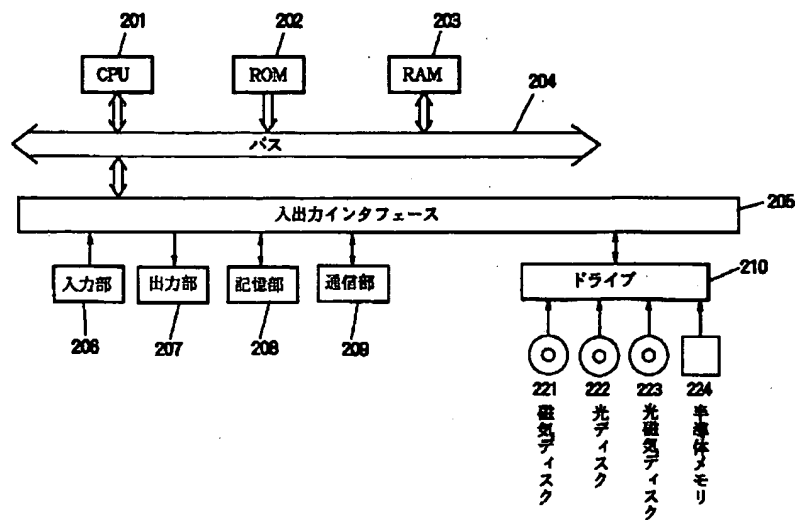 201
202
203
CPU
ROM
RAM
204
バス
205
入出力インタフェース
入力部
出力部
記憶部
通信部
ドライブ
210
206
207
208
209
221
222
223
224
磁気ディスク
光ディスク
光磁気ディスク
半導体メモリ